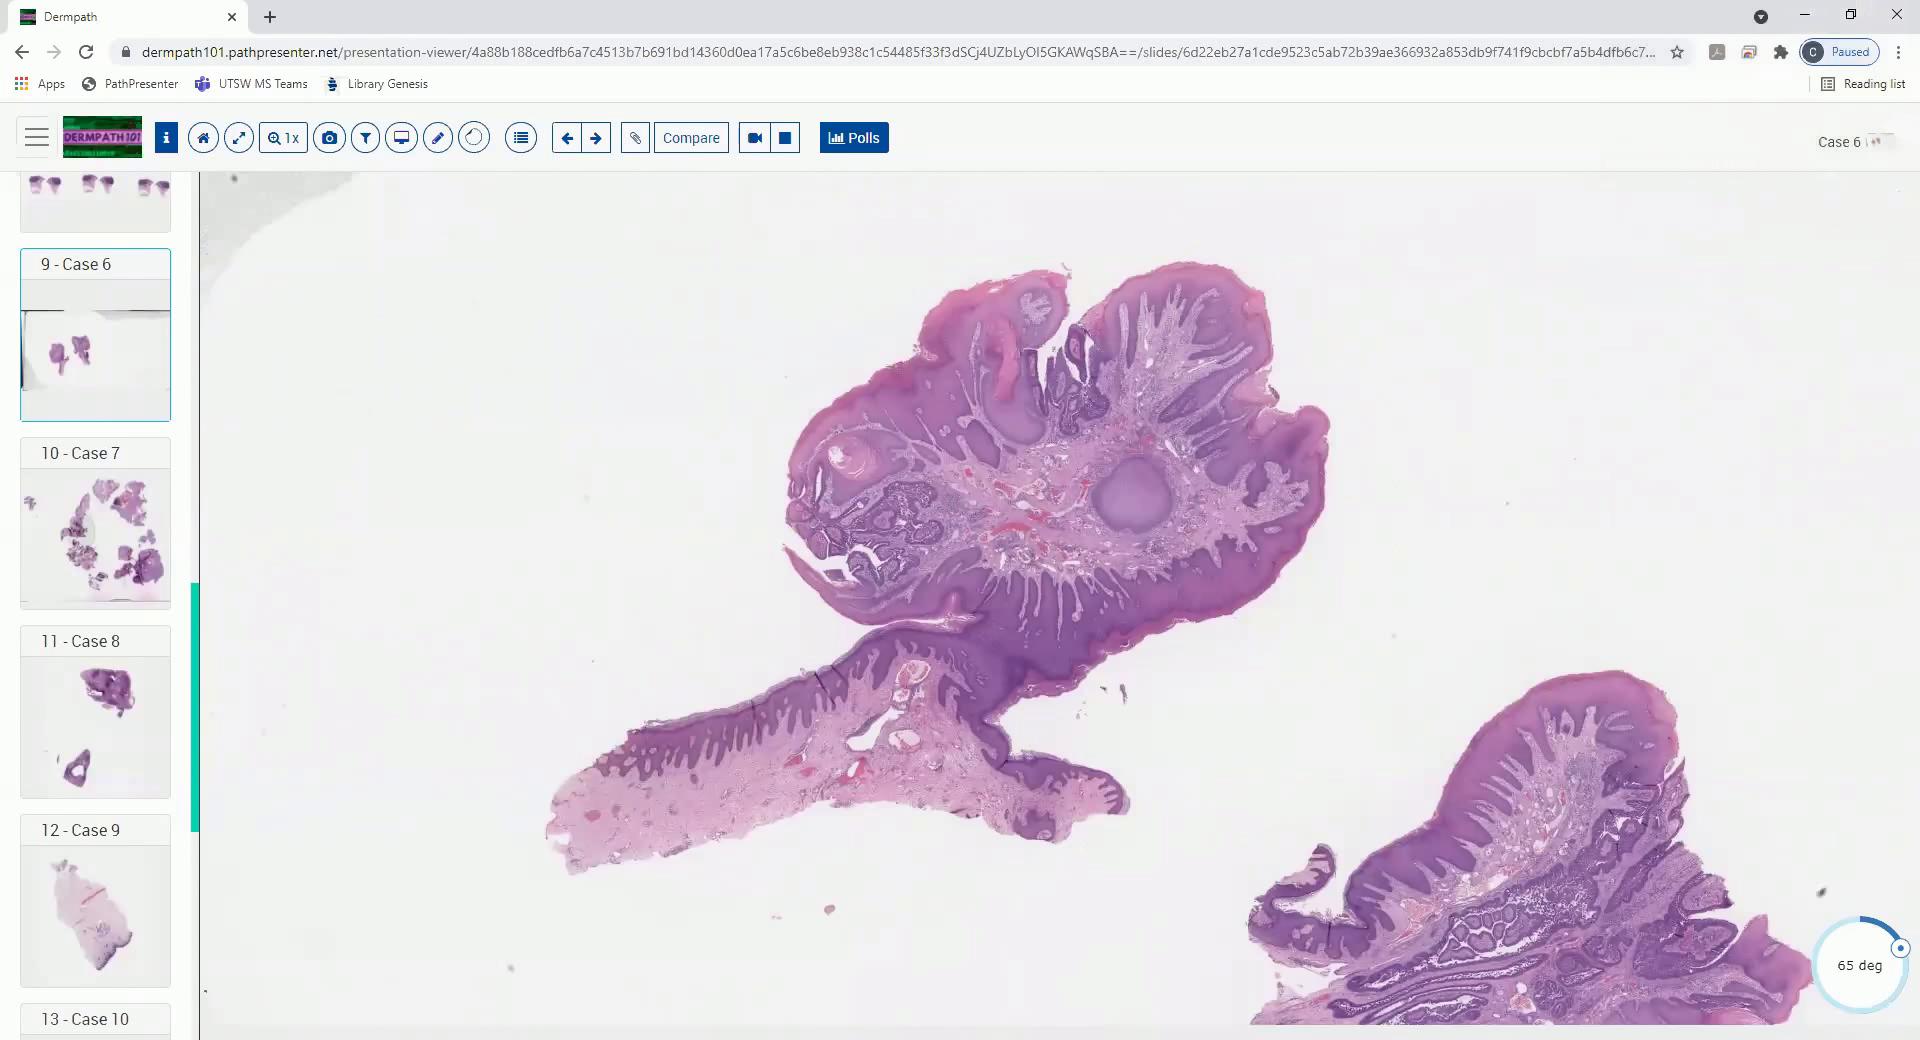 Dermpath
dermpath101.pathpresenter.net/presentation-viewer/4a88b188cedfb6a7c4513b7b691bd14360d0ea17a5c6be8eb938c1c54485f33f3dSCj4UZbLyOI5GKAWqSBA==/slides/6d22eb27a1cde9523c5ab72b39ae366932a853db9f741f9cbcbf7a5b4dfb6c7...
C Paused
Apps PathPresenter UTSW MS Teams Library Genesis Reading list
DERMPATH 101
i 1x Compare Polls Case 6
9 - Case 6
10 - Case 7
11 - Case 8
12 - Case 9
13 - Case 10
65 deg